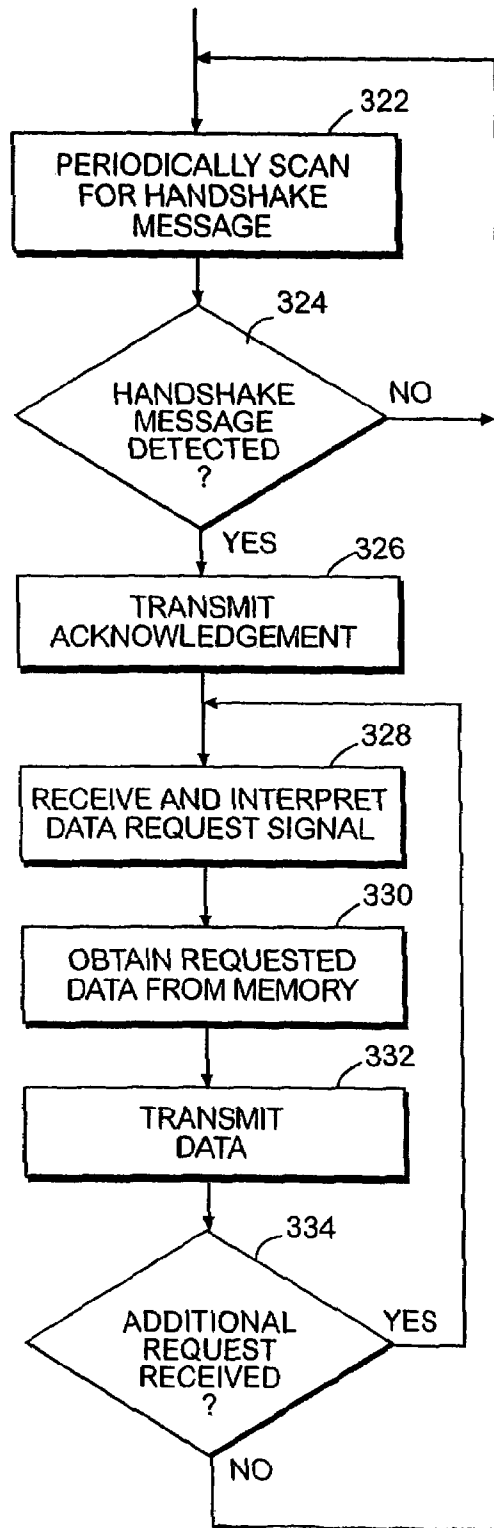 322
PERIODICALLY SCAN
FOR HANDSHAKE
MESSAGE
324
HANDSHAKE
MESSAGE
DETECTED
?
NO
YES
326
TRANSMIT
ACKNOWLEDGEMENT
328
RECEIVE AND INTERPRET
DATA REQUEST SIGNAL
330
OBTAIN REQUESTED
DATA FROM MEMORY
332
TRANSMIT
DATA
334
ADDITIONAL
REQUEST
RECEIVED
?
YES
NO